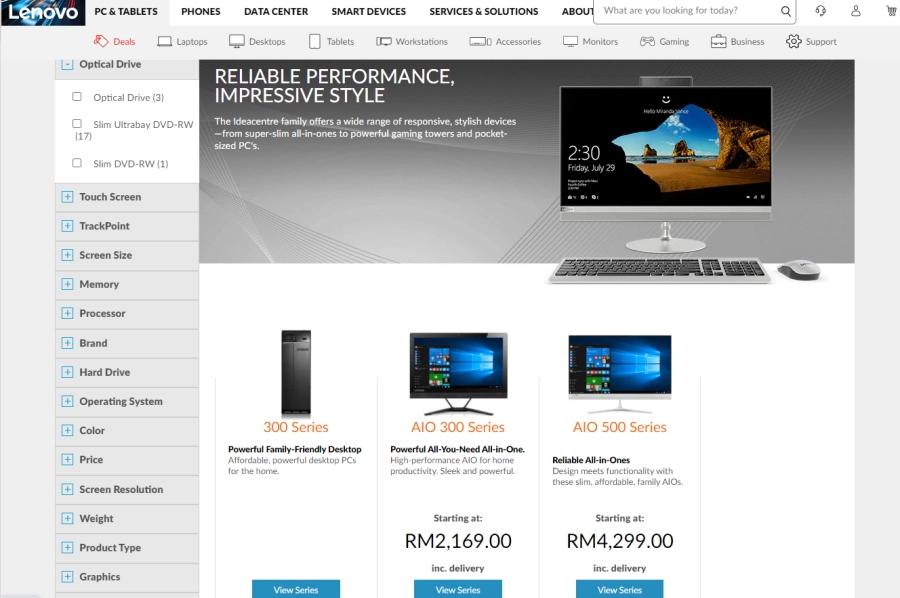 Lenovo
PC & TABLETS PHONES DATA CENTER SMART DEVICES SERVICES & SOLUTIONS ABOUT What are you looking for today?
Deals Laptops Desktops Tablets Workstations Accessories Monitors Gaming Business Support
Optical Drive
Optical Drive (3)
Slim Ultrabay DVD-RW
(17)
Slim DVD-RW (1)
Touch Screen
TrackPoint
Screen Size
Memory
Processor
Brand
Hard Drive
Operating System
Color
Price
Screen Resolution
Weight
Product Type
Graphics
RELIABLE PERFORMANCE,
IMPRESSIVE STYLE
The Ideacentre family offers a wide range of responsive, stylish devices
—from super-slim all-in-ones to powerful gaming towers and pocket-
sized PC's.
Hello Miranda Vance
2:30
Friday, July 29
300 Series
Powerful Family-Friendly Desktop
Affordable, powerful desktop PCs
for the home.
View Series
AIO 300 Series
Powerful All-You-Need All-in-One.
High-performance AIO for home
productivity. Sleek and powerful.
Starting at:
RM2,169.00
inc. delivery
View Series
AIO 500 Series
Reliable All-in-Ones
Design meets functionality with
these slim, affordable, family AIOs.
Starting at:
RM4,299.00
inc. delivery
View Series